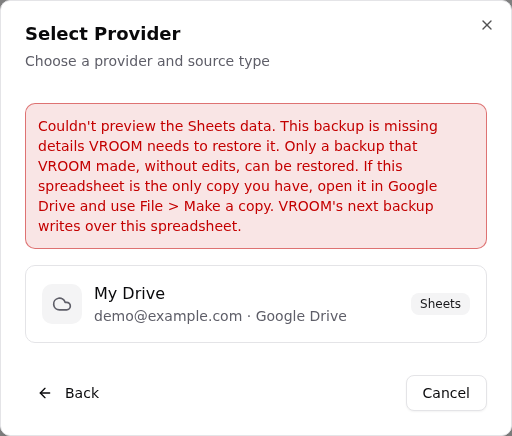 Select Provider
Choose a provider and source type
Couldn't preview the Sheets data. This backup is missing
details VROOM needs to restore it. Only a backup that
VROOM made, without edits, can be restored. If this
spreadsheet is the only copy you have, open it in Google
Drive and use File > Make a copy. VROOM's next backup
writes over this spreadsheet.
My Drive
demo@example.com · Google Drive
Sheets
Back
Cancel